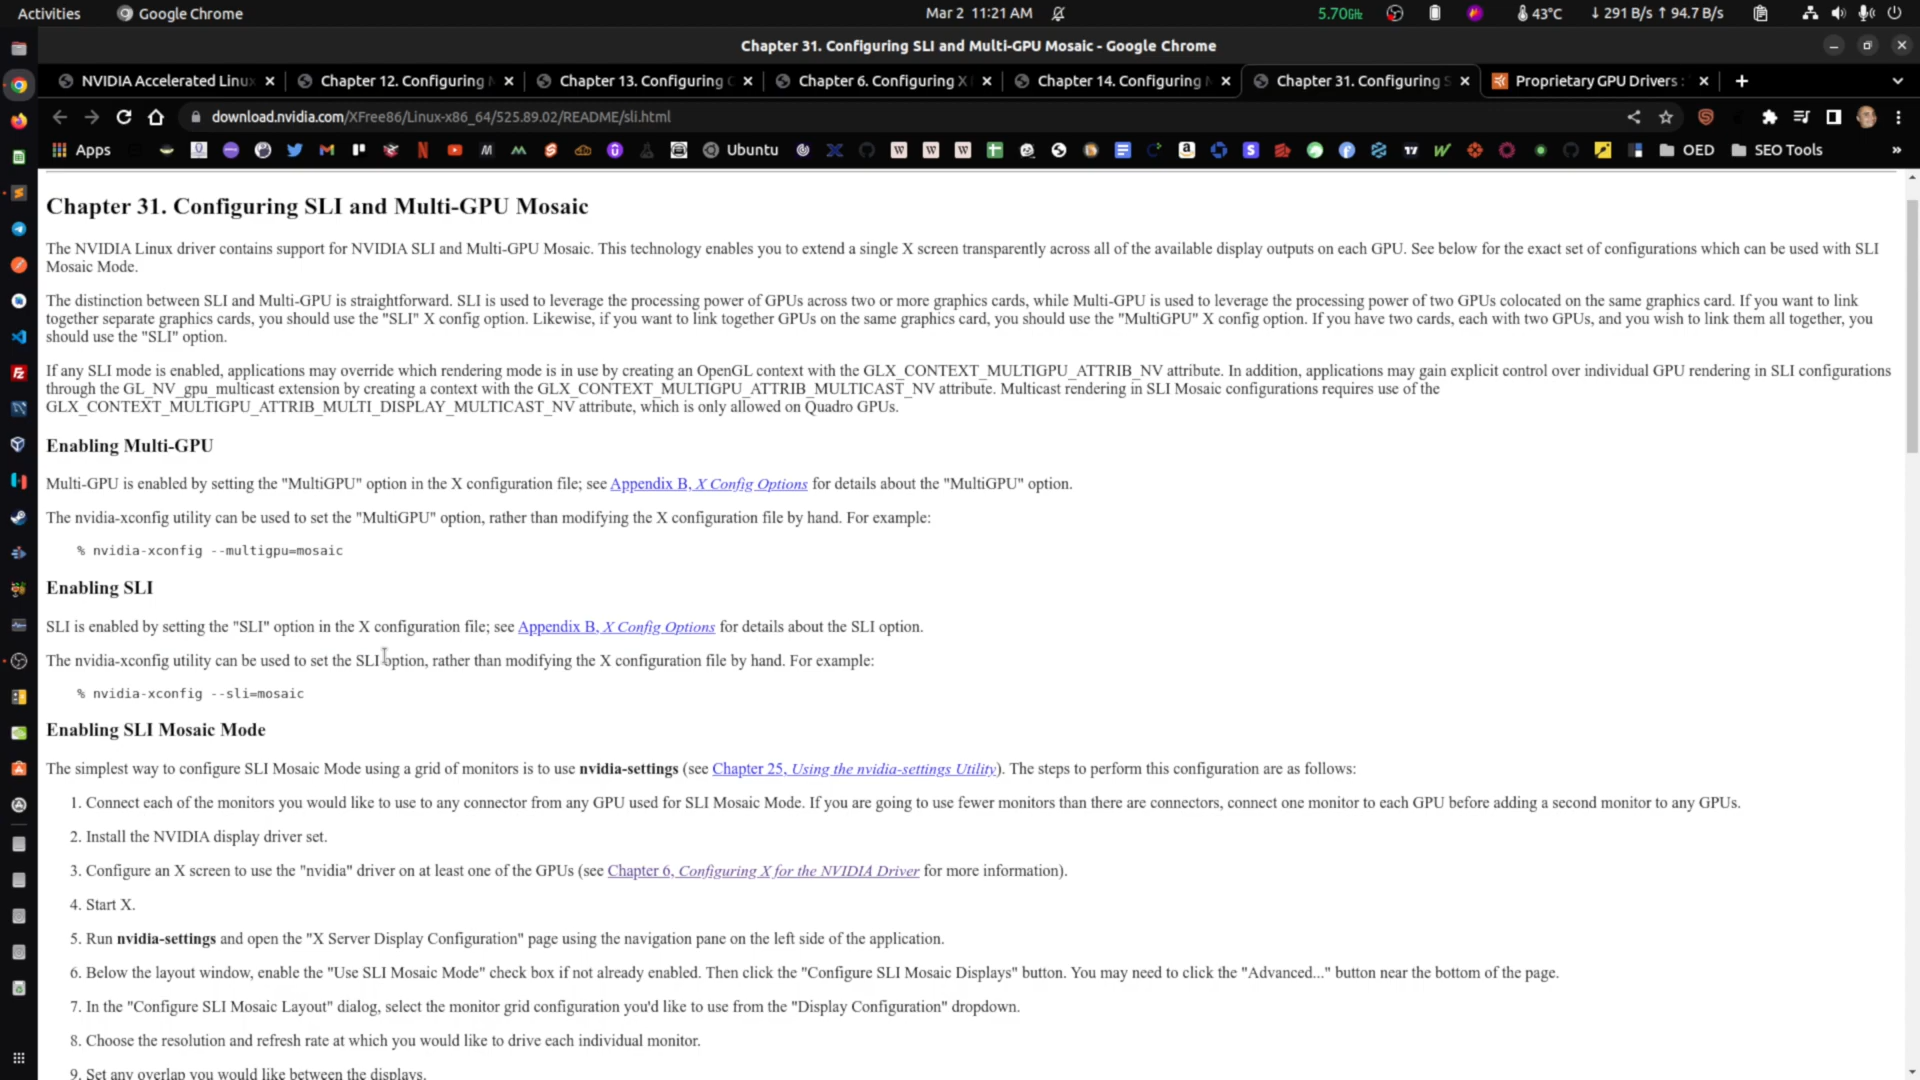 Activities
Google Chrome
Mar 2 11:21 AM
5.70GHz
43°C
↓ 291 B/s ↑ 94.7 B/s
Chapter 31. Configuring SLI and Multi-GPU Mosaic - Google Chrome
NVIDIA Accelerated Linux
Chapter 12. Configuring
Chapter 13. Configuring
Chapter 6. Configuring X
Chapter 14. Configuring
Chapter 31. Configuring S
Proprietary GPU Drivers :
download.nvidia.com/XFree86/Linux-x86_64/525.89.02/README/sli.html
Apps
Ubuntu
OED
SEO Tools
Chapter 31. Configuring SLI and Multi-GPU Mosaic
The NVIDIA Linux driver contains support for NVIDIA SLI and Multi-GPU Mosaic. This technology enables you to extend a single X screen transparently across all of the available display outputs on each GPU. See below for the exact set of configurations which can be used with SLI
Mosaic Mode.
The distinction between SLI and Multi-GPU is straightforward. SLI is used to leverage the processing power of GPUs across two or more graphics cards, while Multi-GPU is used to leverage the processing power of two GPUs colocated on the same graphics card. If you want to link
together separate graphics cards, you should use the "SLI" X config option. Likewise, if you want to link together GPUs on the same graphics card, you should use the "MultiGPU" X config option. If you have two cards, each with two GPUs, and you wish to link them all together, you
should use the "SLI" option.
If any SLI mode is enabled, applications may override which rendering mode is in use by creating an OpenGL context with the GLX_CONTEXT_MULTIGPU_ATTRIB_NV attribute. In addition, applications may gain explicit control over individual GPU rendering in SLI configurations
through the GL_NV_gpu_multicast extension by creating a context with the GLX_CONTEXT_MULTIGPU_ATTRIB_MULTICAST_NV attribute. Multicast rendering in SLI Mosaic configurations requires use of the
GLX_CONTEXT_MULTIGPU_ATTRIB_MULTI_DISPLAY_MULTICAST_NV attribute, which is only allowed on Quadro GPUs.
Enabling Multi-GPU
Multi-GPU is enabled by setting the "MultiGPU" option in the X configuration file; see Appendix B, X Config Options for details about the "MultiGPU" option.
The nvidia-xconfig utility can be used to set the "MultiGPU" option, rather than modifying the X configuration file by hand. For example:
% nvidia-xconfig --multigpu=mosaic
Enabling SLI
SLI is enabled by setting the "SLI" option in the X configuration file; see Appendix B, X Config Options for details about the SLI option.
The nvidia-xconfig utility can be used to set the SLI option, rather than modifying the X configuration file by hand. For example:
% nvidia-xconfig --sli=mosaic
Enabling SLI Mosaic Mode
The simplest way to configure SLI Mosaic Mode using a grid of monitors is to use nvidia-settings (see Chapter 25, Using the nvidia-settings Utility). The steps to perform this configuration are as follows:
1. Connect each of the monitors you would like to use to any connector from any GPU used for SLI Mosaic Mode. If you are going to use fewer monitors than there are connectors, connect one monitor to each GPU before adding a second monitor to any GPUs.
2. Install the NVIDIA display driver set.
3. Configure an X screen to use the "nvidia" driver on at least one of the GPUs (see Chapter 6, Configuring X for the NVIDIA Driver for more information).
4. Start X.
5. Run nvidia-settings and open the "X Server Display Configuration" page using the navigation pane on the left side of the application.
6. Below the layout window, enable the "Use SLI Mosaic Mode" check box if not already enabled. Then click the "Configure SLI Mosaic Displays" button. You may need to click the "Advanced..." button near the bottom of the page.
7. In the "Configure SLI Mosaic Layout" dialog, select the monitor grid configuration you'd like to use from the "Display Configuration" dropdown.
8. Choose the resolution and refresh rate at which you would like to drive each individual monitor.
9. Set any overlap you would like between the displays.